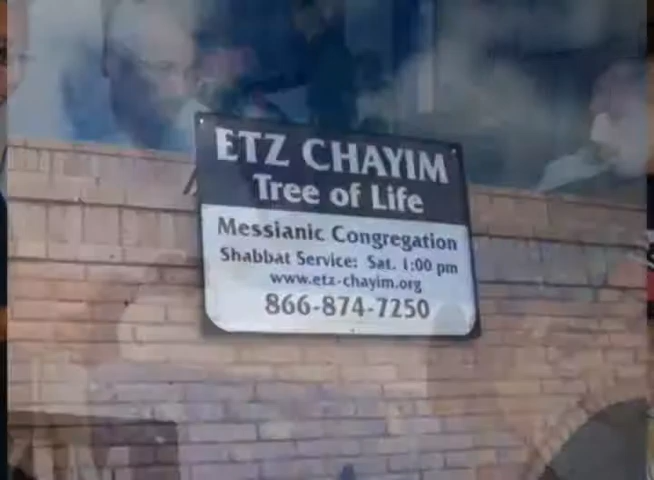 ETZ CHAYIM
Tree of Life
Messianic Congregation
Shabbat Service: Sat. 1:00 pm
www.etz-chayim.org
866-874-7250